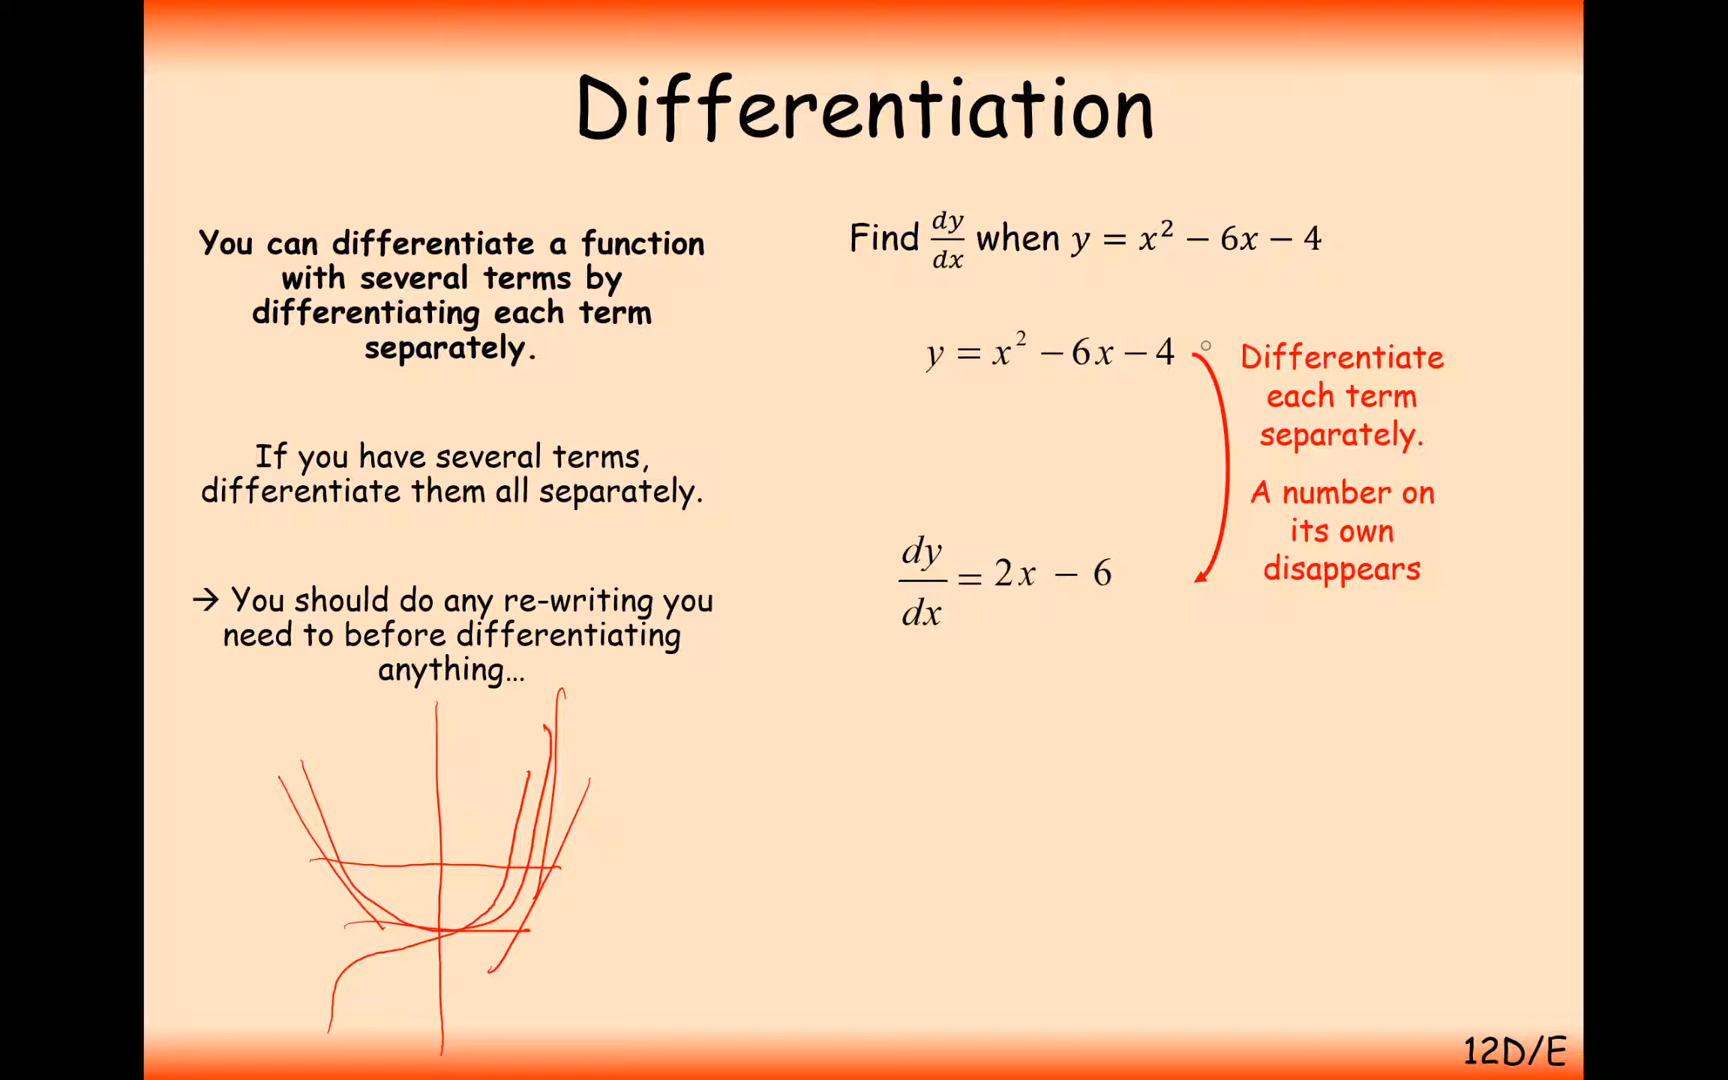 Differentiation
You can differentiate a function
with several terms by
differentiating each term
separately.
If you have several terms,
differentiate them all separately.
→ You should do any re-writing you
need to before differentiating
anything...
Find dy/dx when y = x² − 6x − 4
y = x² − 6x − 4
dy/dx = 2x − 6
Differentiate
each term
separately.
A number on
its own
disappears
12D/E